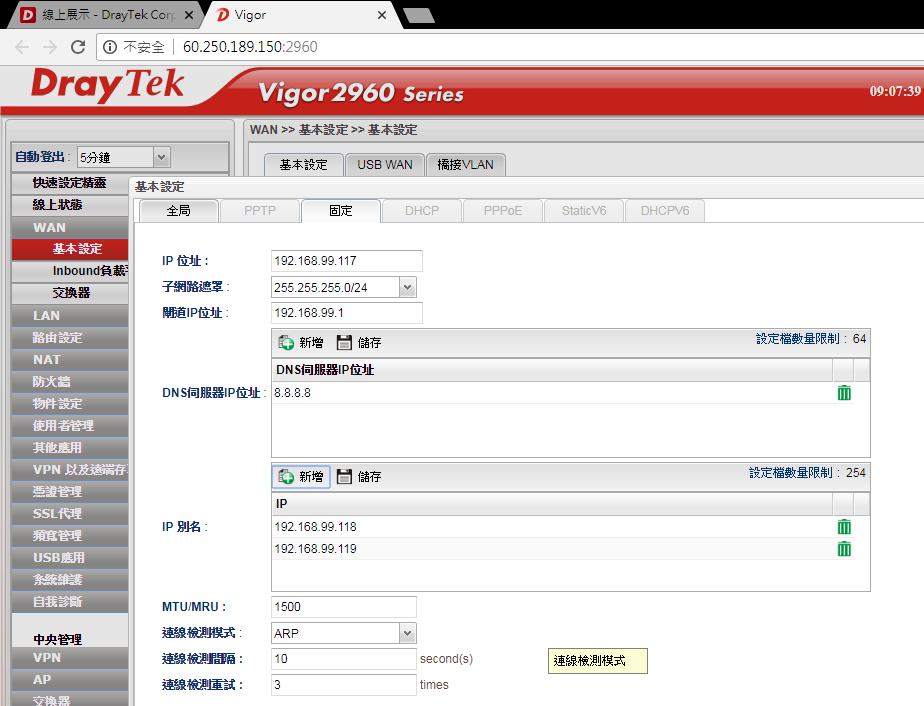 線上展示 - DrayTek Corp
Vigor
不安全
60.250.189.150:2960
DrayTek
Vigor2960 Series
09:07:39
WAN >> 基本設定 >> 基本設定
自動登出 : 5分鐘
基本設定 USB WAN 橋接VLAN
快速設定精靈
基本設定
線上狀態
全局 PPTP 固定 DHCP PPPoE StaticV6 DHCPV6
WAN
基本設定
IP 位址 : 192.168.99.117
Inbound負載
子網路遮罩 : 255.255.255.0/24
交換器
閘道IP位址 : 192.168.99.1
LAN
路由設定
新增 儲存 設定檔數量限制 : 64
NAT
DNS伺服器IP位址
防火牆
DNS伺服器IP位址 : 8.8.8.8
物件設定
使用者管理
其他應用
VPN 以及遠端存
新增 儲存 設定檔數量限制 : 254
憑證管理
IP
SSL代理
IP 別名 : 192.168.99.118
頻寬管理
192.168.99.119
USB應用
系統維護
自我診斷
MTU/MRU : 1500
中央管理
連線檢測模式 : ARP
VPN
連線檢測間隔 : 10 second(s)
連線檢測模式
AP
連線檢測重試 : 3 times
交換器